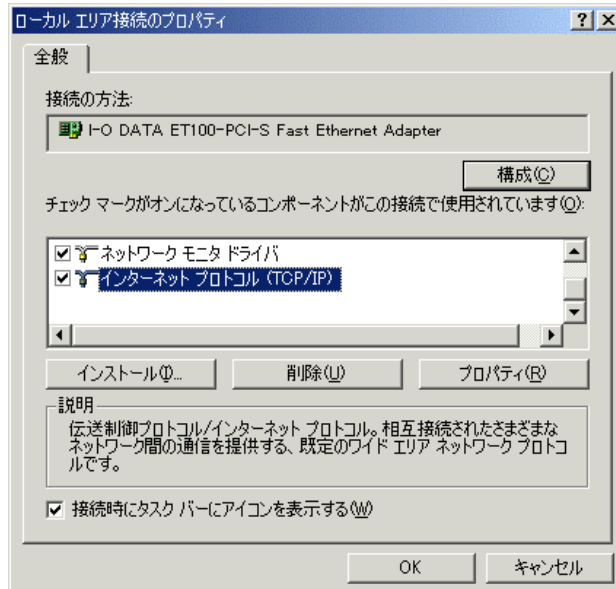 ローカル エリア接続のプロパティ
全般
接続の方法:
I-O DATA ET100-PCI-S Fast Ethernet Adapter
構成(C)
チェック マークがオンになっているコンポーネントがこの接続で使用されています(O):
ネットワーク モニタ ドライバ
インターネット プロトコル (TCP/IP)
インストール(I)... 削除(U) プロパティ(R)
説明
伝送制御プロトコル/インターネット プロトコル。相互接続されたさまざまな
ネットワーク間の通信を提供する、既定のワイド エリア ネットワーク プロトコ
ルです。
接続時にタスク バーにアイコンを表示する(W)
OK キャンセル